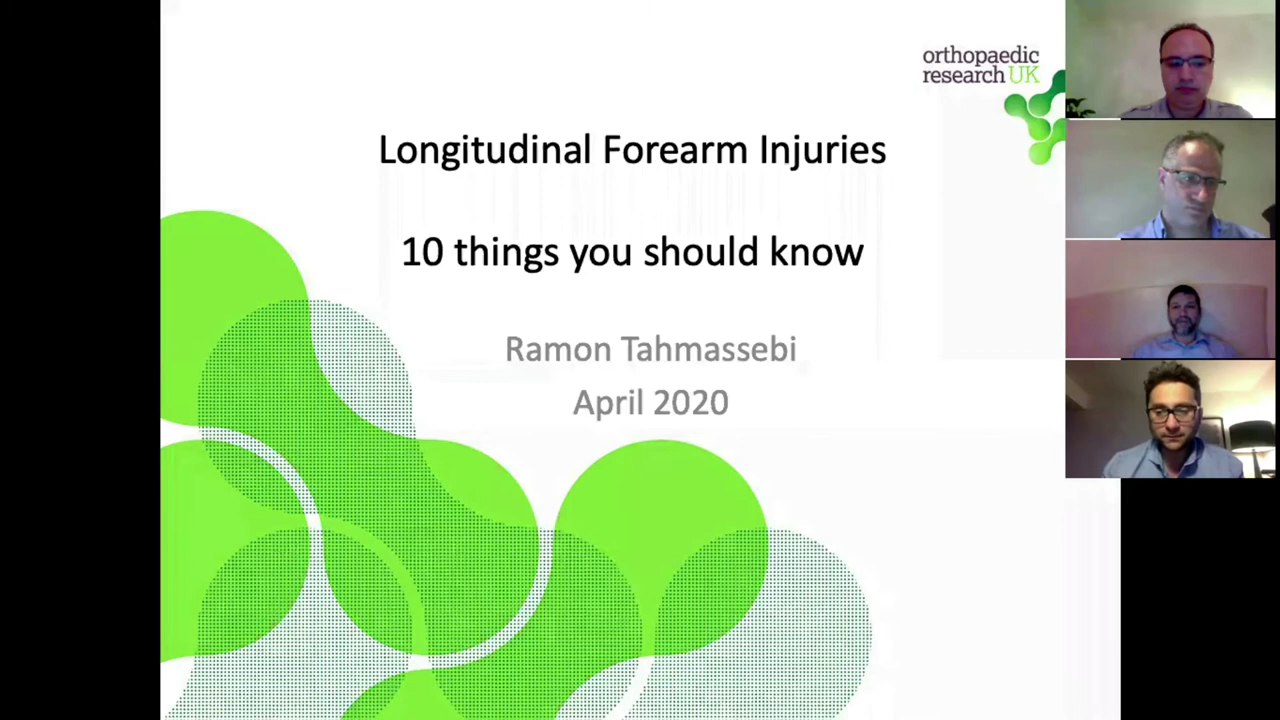 orthopaedic
research UK
Longitudinal Forearm Injuries
10 things you should know
Ramon Tahmassebi
April 2020